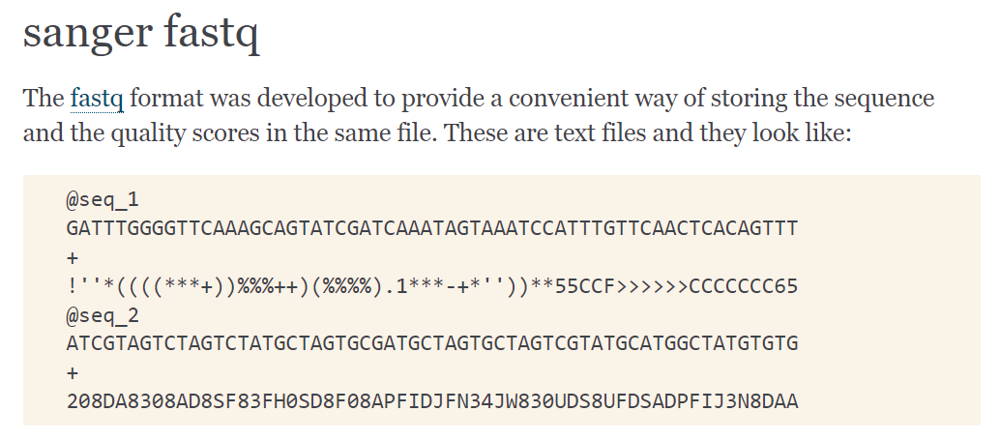 sanger fastq
The fastq format was developed to provide a convenient way of storing the sequence
and the quality scores in the same file. These are text files and they look like:
@seq_1
GATTTGGGGTTCAAAGCAGTATCGATCAAATAGTAAATCCATTTGTTCAACTCACAGTTT
+
!''*((((***+))%%%++)(%%%%).1***-+*''))**55CCF>>>>>>CCCCCCC65
@seq_2
ATCGTAGTCTAGTCTATGCTAGTGCGATGCTAGTGCTAGTCGTATGCATGGCTATGTGTG
+
208DA8308AD8SF83FH0SD8F08APFIDJFN34JW830UDS8UFDSADPFIJ3N8DAA